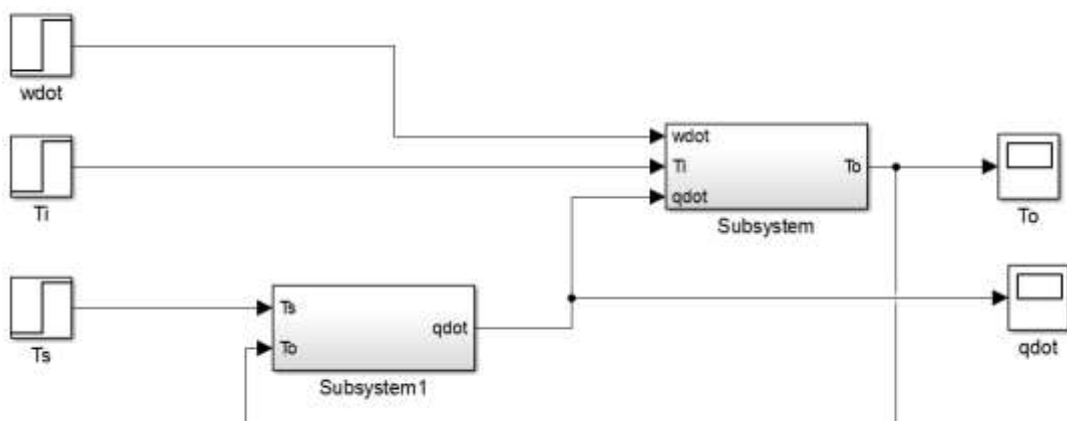 wdot
Ti
Ts
wdot
Ti
qdot
To
Subsystem
Ts
To
qdot
Subsystem1
To
qdot